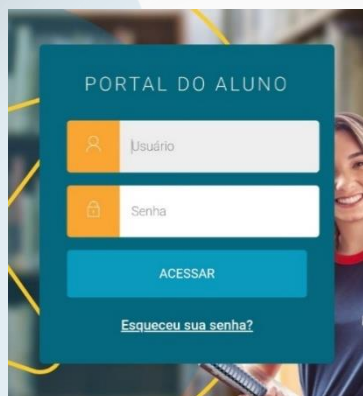 PORTAL DO ALUNO
Usuário
Senha
ACESSAR
Esqueceu sua senha?